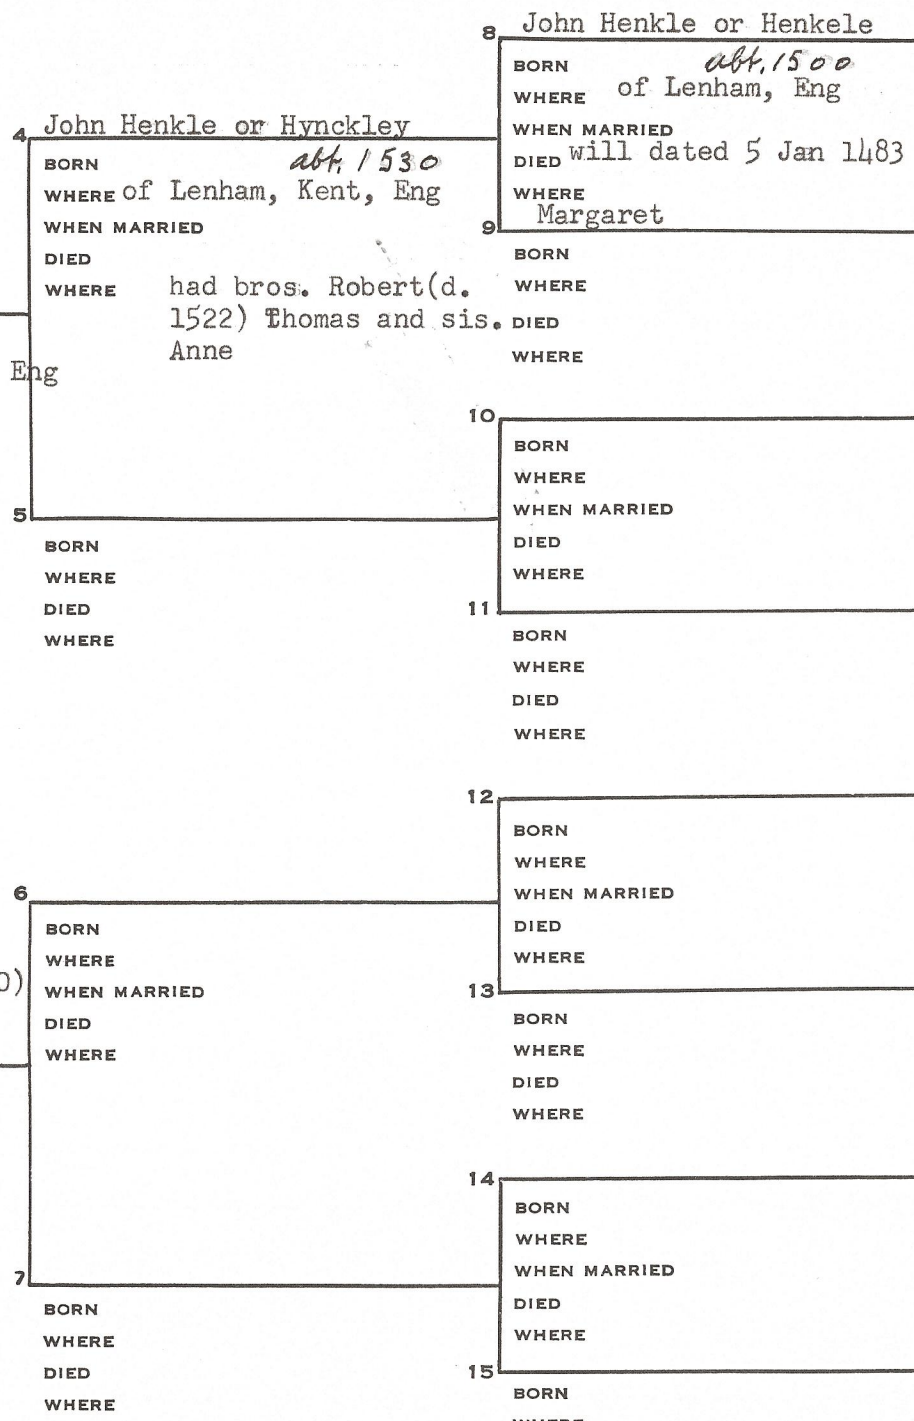 4
John Henkle or Hynckley
BORN abt. 1530
WHERE of Lenham, Kent, Eng
WHEN MARRIED
DIED
WHERE had bros. Robert(d.
1522) Thomas and sis.
Anne
Eng
5
BORN
WHERE
DIED
WHERE
6
BORN
WHERE
0)
WHEN MARRIED
DIED
WHERE
7
BORN
WHERE
DIED
WHERE
8
John Henkle or Henkele
BORN abt. 1500
WHERE of Lenham, Eng
WHEN MARRIED
DIED will dated 5 Jan 1483
WHERE
9
Margaret
BORN
WHERE
DIED
WHERE
10
BORN
WHERE
WHEN MARRIED
DIED
WHERE
11
BORN
WHERE
DIED
WHERE
12
BORN
WHERE
WHEN MARRIED
DIED
WHERE
13
BORN
WHERE
DIED
WHERE
14
BORN
WHERE
WHEN MARRIED
DIED
WHERE
15
BORN